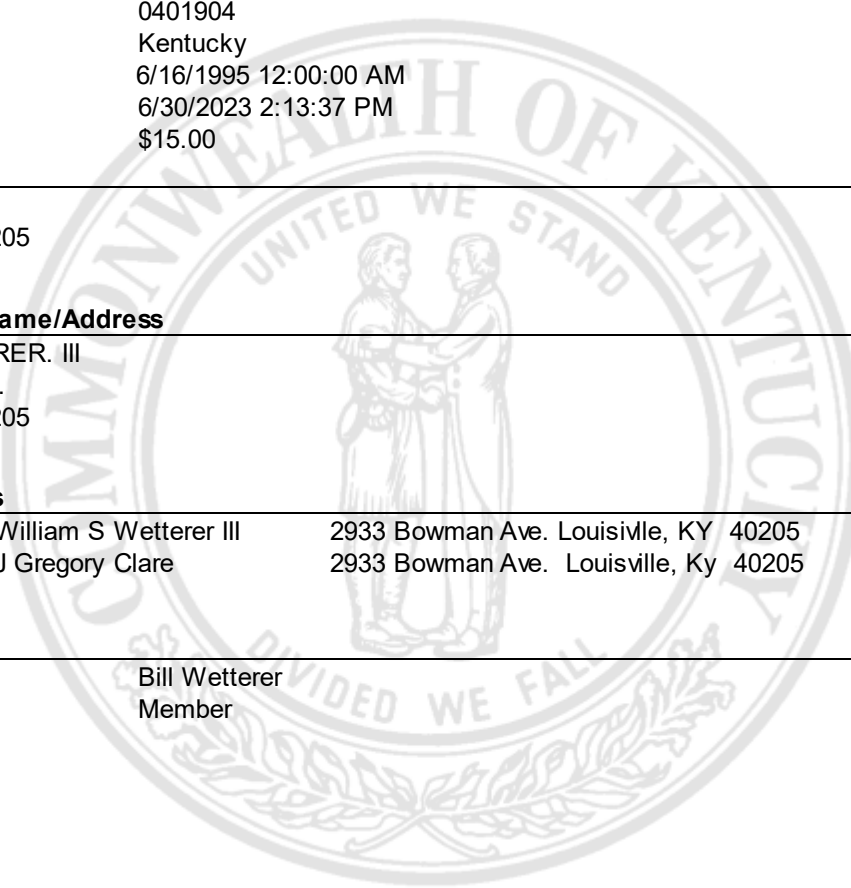 0401904
Kentucky
6/16/1995 12:00:00 AM
6/30/2023 2:13:37 PM
$15.00
205
ame/Address
RER. III
.
205
s
William S Wetterer III 2933 Bowman Ave. Louisivlle, KY 40205
J Gregory Clare 2933 Bowman Ave. Louisville, Ky 40205
Bill Wetterer
Member
COMMONWEALTH OF KENTUCKY
UNITED WE STAND
DIVIDED WE FALL